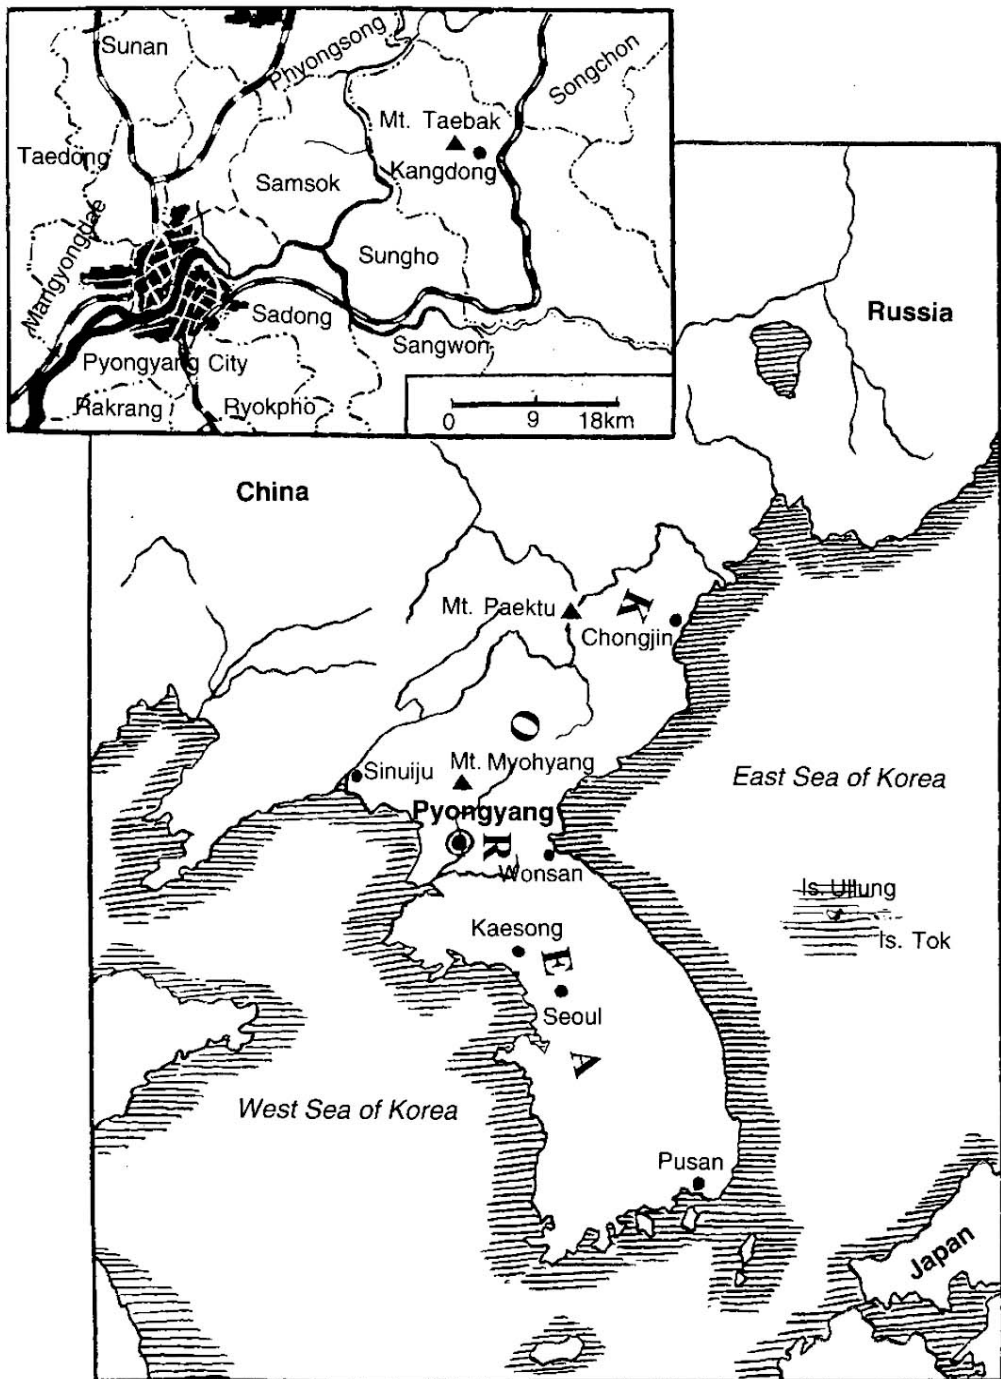 Sunan
Phyongsong
Songchon
Mt. Taebak
Taedong
Kangdong
Samsok
Mangyongdae
Sungho
Sadong
Sangwon
Pyongyang City
Rakrang
Ryokpho
0 9 18km
Russia
China
Mt. Paektu
Chongjin
K
O
R
E
A
Mt. Myohyang
Sinuiju
East Sea of Korea
Pyongyang
Wonsan
Is. Ullung
Is. Tok
Kaesong
Seoul
West Sea of Korea
Pusan
Japan